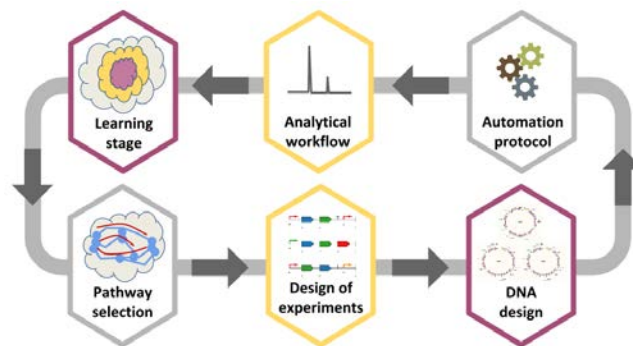 Learning
stage
Analytical
workflow
Automation
protocol
Pathway
selection
Design of
experiments
DNA
design